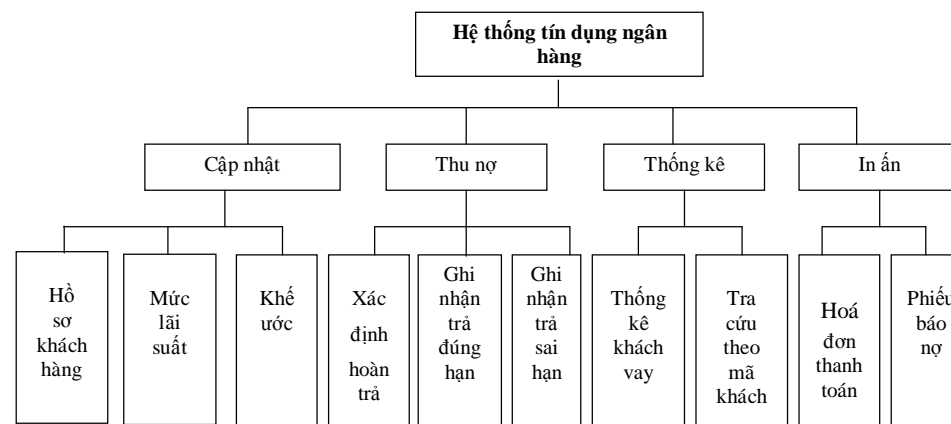 Hệ thống tín dụng ngân
hàng
Cập nhật
Thu nợ
Thống kê
In ấn
Hồ
sơ
khách
hàng
Mức
lãi
suất
Khế
ước
Xác
định
hoàn
trả
Ghi
nhận
trả
đúng
hạn
Ghi
nhận
trả
sai
hạn
Thống
kê
khách
vay
Tra
cứu
theo
mã
khách
Hoá
đơn
thanh
toán
Phiếu
báo
nợ